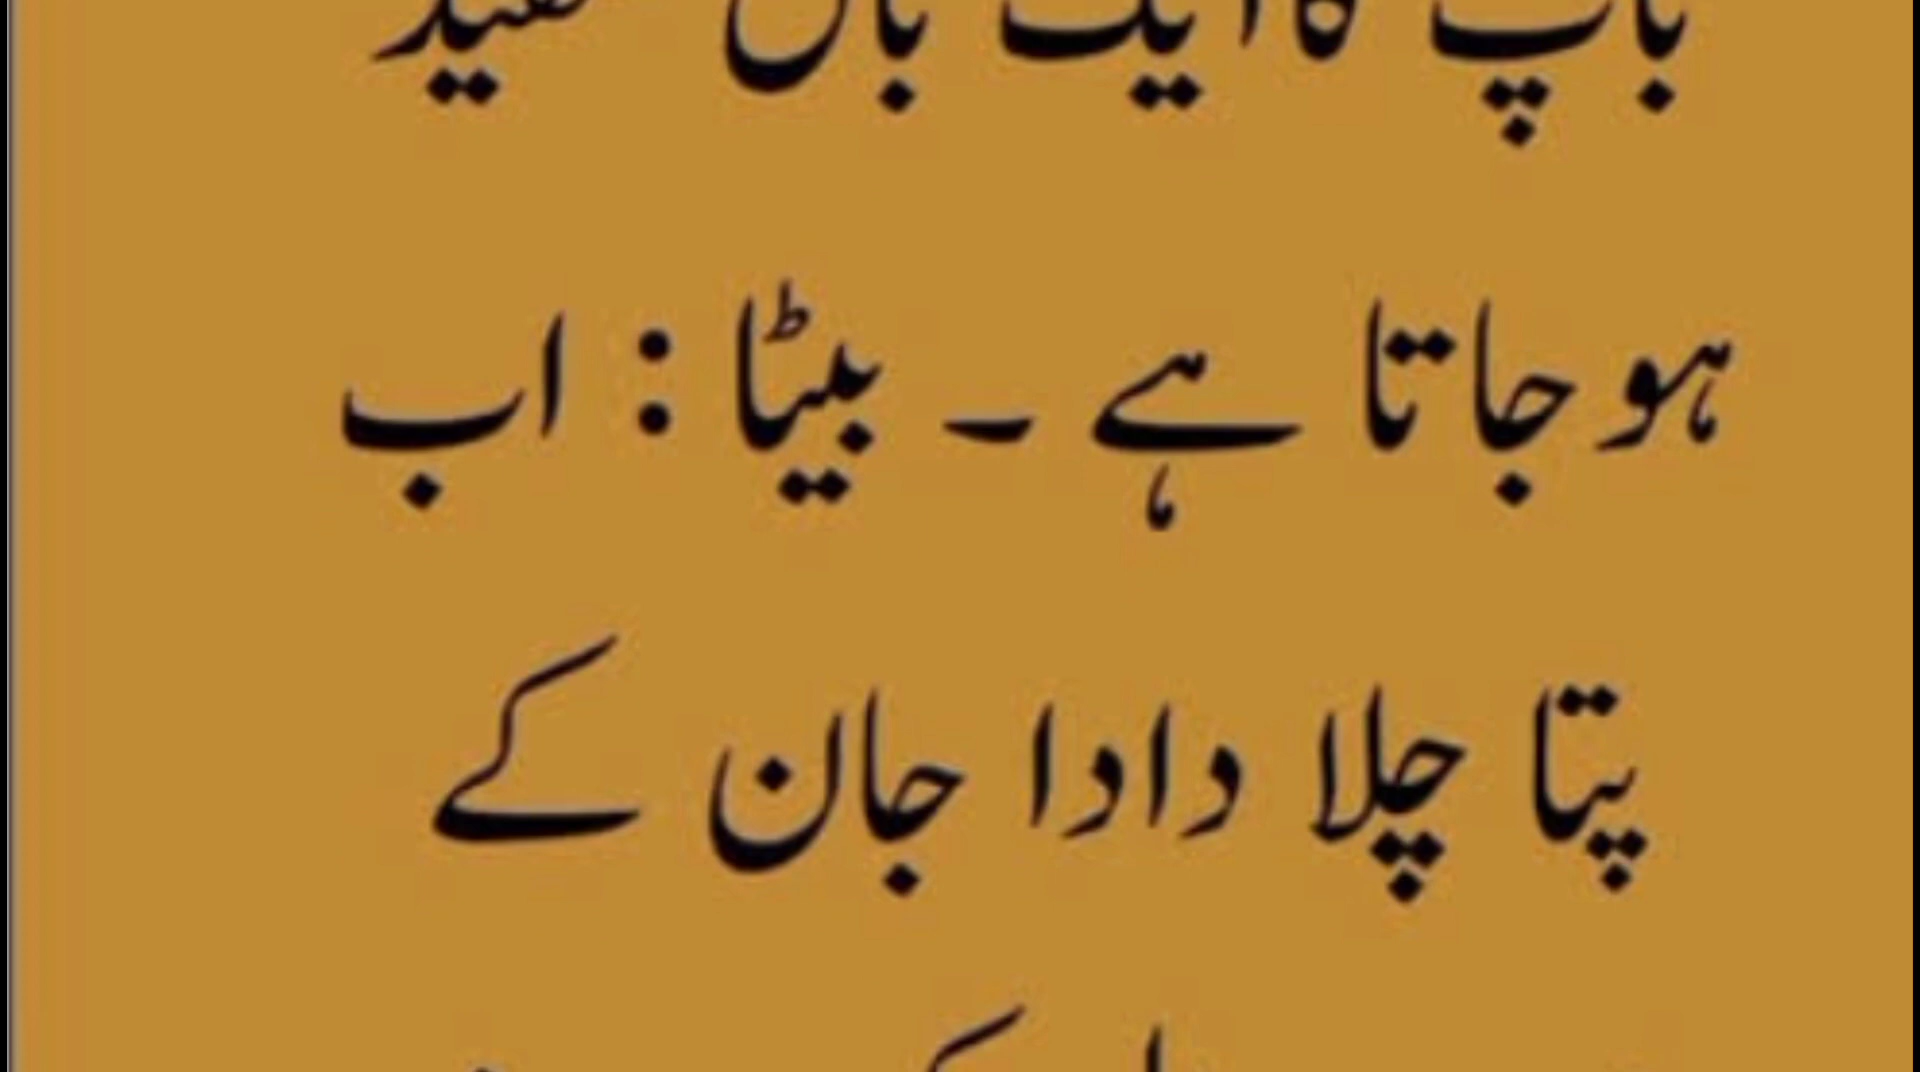 باپ کا ایک بال سفید
ہو جاتا ہے ۔ بیٹا : اب
پتا چلا دادا جان کے